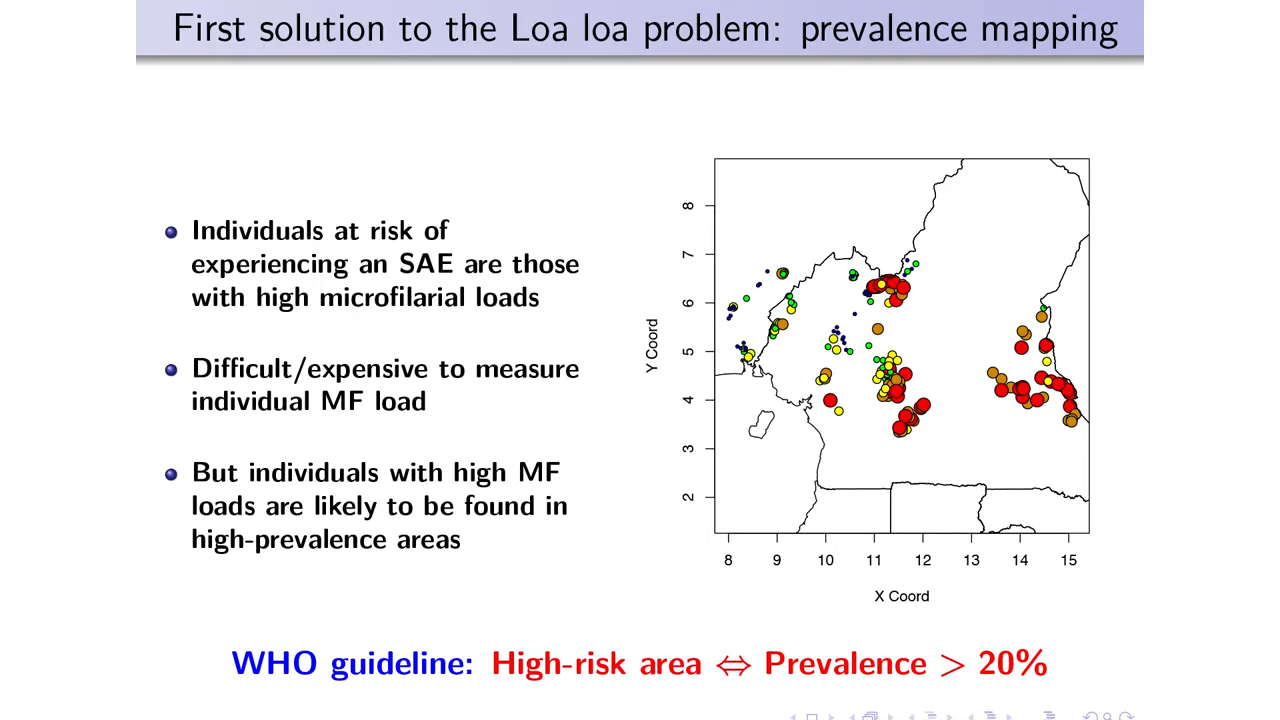 First solution to the Loa loa problem: prevalence mapping
Individuals at risk of
experiencing an SAE are those
with high microfilarial loads
Difficult/expensive to measure
individual MF load
But individuals with high MF
loads are likely to be found in
high-prevalence areas
8
7
6
5
4
3
2
Y Coord
8 9 10 11 12 13 14 15
X Coord
WHO guideline: High-risk area ⇔ Prevalence > 20%